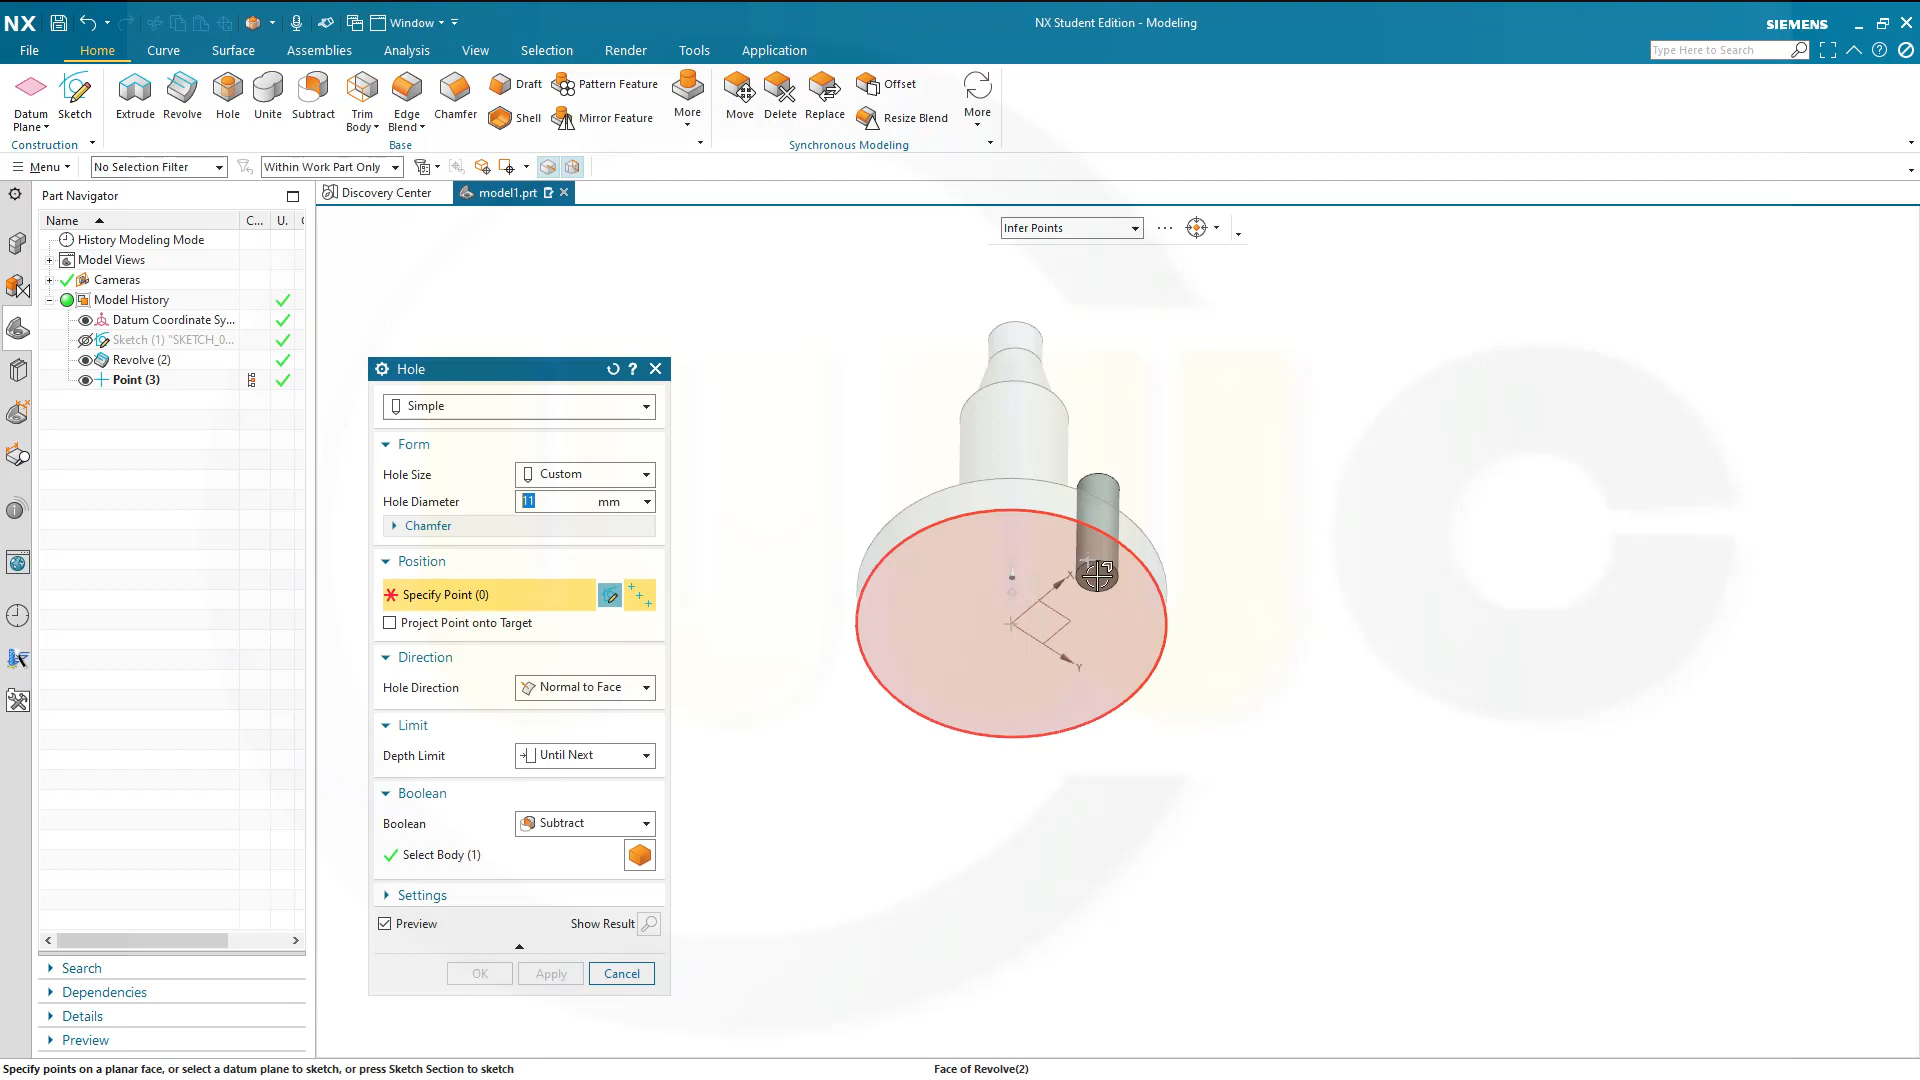 NX
Window
NX Student Edition - Modeling
SIEMENS
File
Home
Curve
Surface
Assemblies
Analysis
View
Selection
Render
Tools
Application
Type Here to Search
Datum Plane
Sketch
Extrude
Revolve
Hole
Unite
Subtract
Trim Body
Edge Blend
Chamfer
Draft
Shell
Pattern Feature
Mirror Feature
More
Move
Delete
Replace
Offset
Resize Blend
More
Construction
Base
Synchronous Modeling
Menu
No Selection Filter
Within Work Part Only
Part Navigator
Discovery Center
model1.prt
Name
C...
U.
Infer Points
History Modeling Mode
Model Views
Cameras
Model History
Datum Coordinate Sy...
Sketch (1) "SKETCH_0...
Revolve (2)
Point (3)
Hole
Simple
Form
Hole Size
Custom
Hole Diameter
11
mm
Chamfer
Position
Specify Point (0)
Project Point onto Target
Direction
Hole Direction
Normal to Face
Limit
Depth Limit
Until Next
Boolean
Boolean
Subtract
Select Body (1)
Settings
Preview
Show Result
OK
Apply
Cancel
X
Y
Search
Dependencies
Details
Preview
Specify points on a planar face, or select a datum plane to sketch, or press Sketch Section to sketch
Face of Revolve(2)